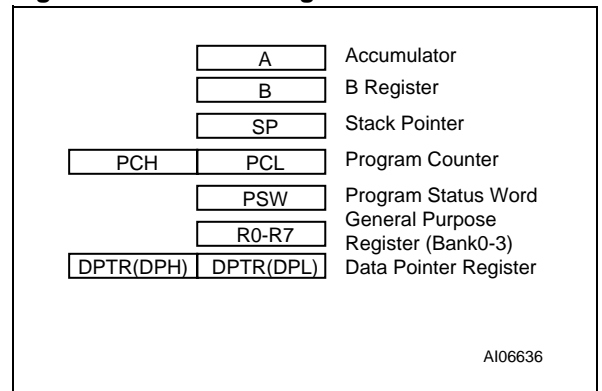 A Accumulator
B B Register
SP Stack Pointer
PCH PCL Program Counter
PSW Program Status Word
R0-R7 General Purpose
Register (Bank0-3)
DPTR(DPH) DPTR(DPL) Data Pointer Register
AI06636